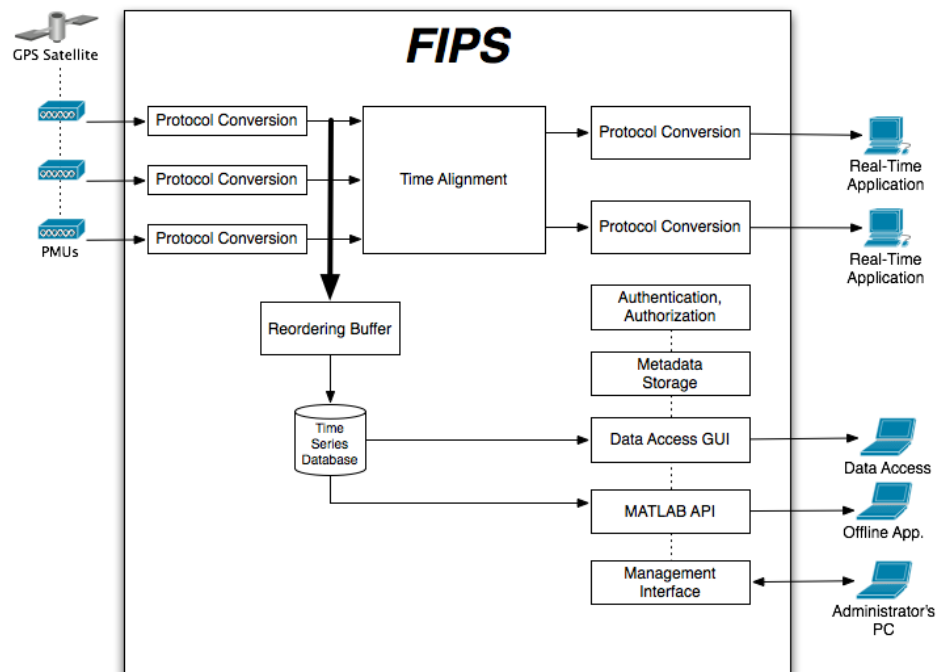 FIPS
GPS Satellite
Protocol Conversion
Protocol Conversion
Protocol Conversion
PMUs
Time Alignment
Protocol Conversion
Protocol Conversion
Real-Time
Application
Real-Time
Application
Reordering Buffer
Time
Series
Database
Authentication,
Authorization
Metadata
Storage
Data Access GUI
MATLAB API
Management
Interface
Data Access
Offline App.
Administrator's
PC